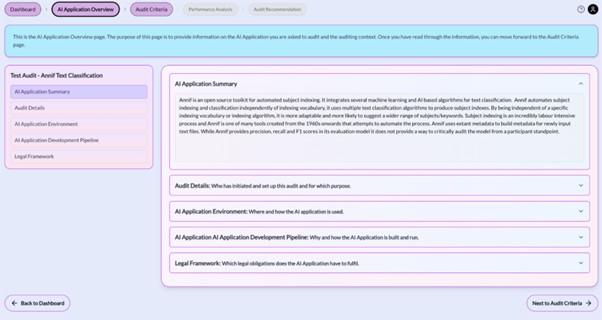 Dashboard
AI Application Overview
Audit Criteria
Performance Analysis
Audit Recommendation
This is the AI Application Overview page. The purpose of this page is to provide information on the AI Application you are asked to audit and the auditing context. Once you have read through the information, you can move forward to the Audit Criteria
page.
Test Audit - Annif Text Classification
AI Application Summary
Audit Details
AI Application Environment
AI Application Development Pipeline
Legal Framework
AI Application Summary
Annif is an open source toolkit for automated subject indexing. It integrates several machine learning and AI based algorithms for text classification. Annif automates subject
indexing and classification independently of indexing vocabulary, it uses multiple text classification algorithms to produce subject indexes. By being independent of a specific
indexing vocabulary or indexing algorithm, it is more adaptable and more likely to suggest a wider range of subjects/keywords. Subject indexing is an incredibly labour intensive
process and Annif is one of many tools created from the 1960s onwards that attempts to automate the process. Annif uses extant metadata to build metadata for newly input
text files. While Annif provides precision, recall and F1 scores in its evaluation model it does not provide a way to critically audit the model from a participant standpoint.
Audit Details: Who has initiated and set up this audit and for which purpose.
AI Application Environment: Where and how the AI application is used.
AI Application AI Application Development Pipeline: Why and how the AI Application is built and run.
Legal Framework: Which legal obligations does the AI Application have to fulfil.
← Back to Dashboard
Next to Audit Criteria →